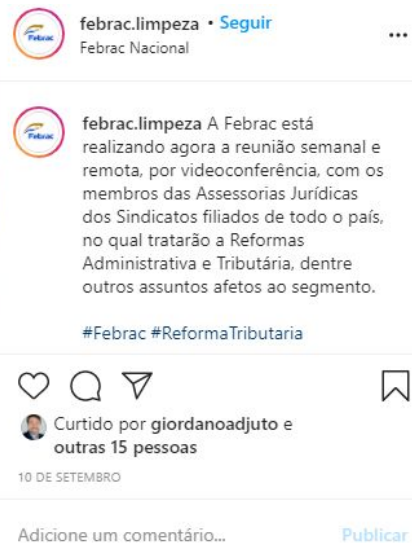 febrac.limpeza • Seguir
Febrac Nacional
Febrac
febrac.limpeza A Febrac está
realizando agora a reunião semanal e
remota, por videoconferência, com os
membros das Assessorias Jurídicas
dos Sindicatos filiados de todo o país,
no qual tratarão a Reformas
Administrativa e Tributária, dentre
outros assuntos afetos ao segmento.
Febrac
#Febrac #ReformaTributaria
Curtido por giordanoadjuto e
outras 15 pessoas
10 DE SETEMBRO
Adicione um comentário... Publicar